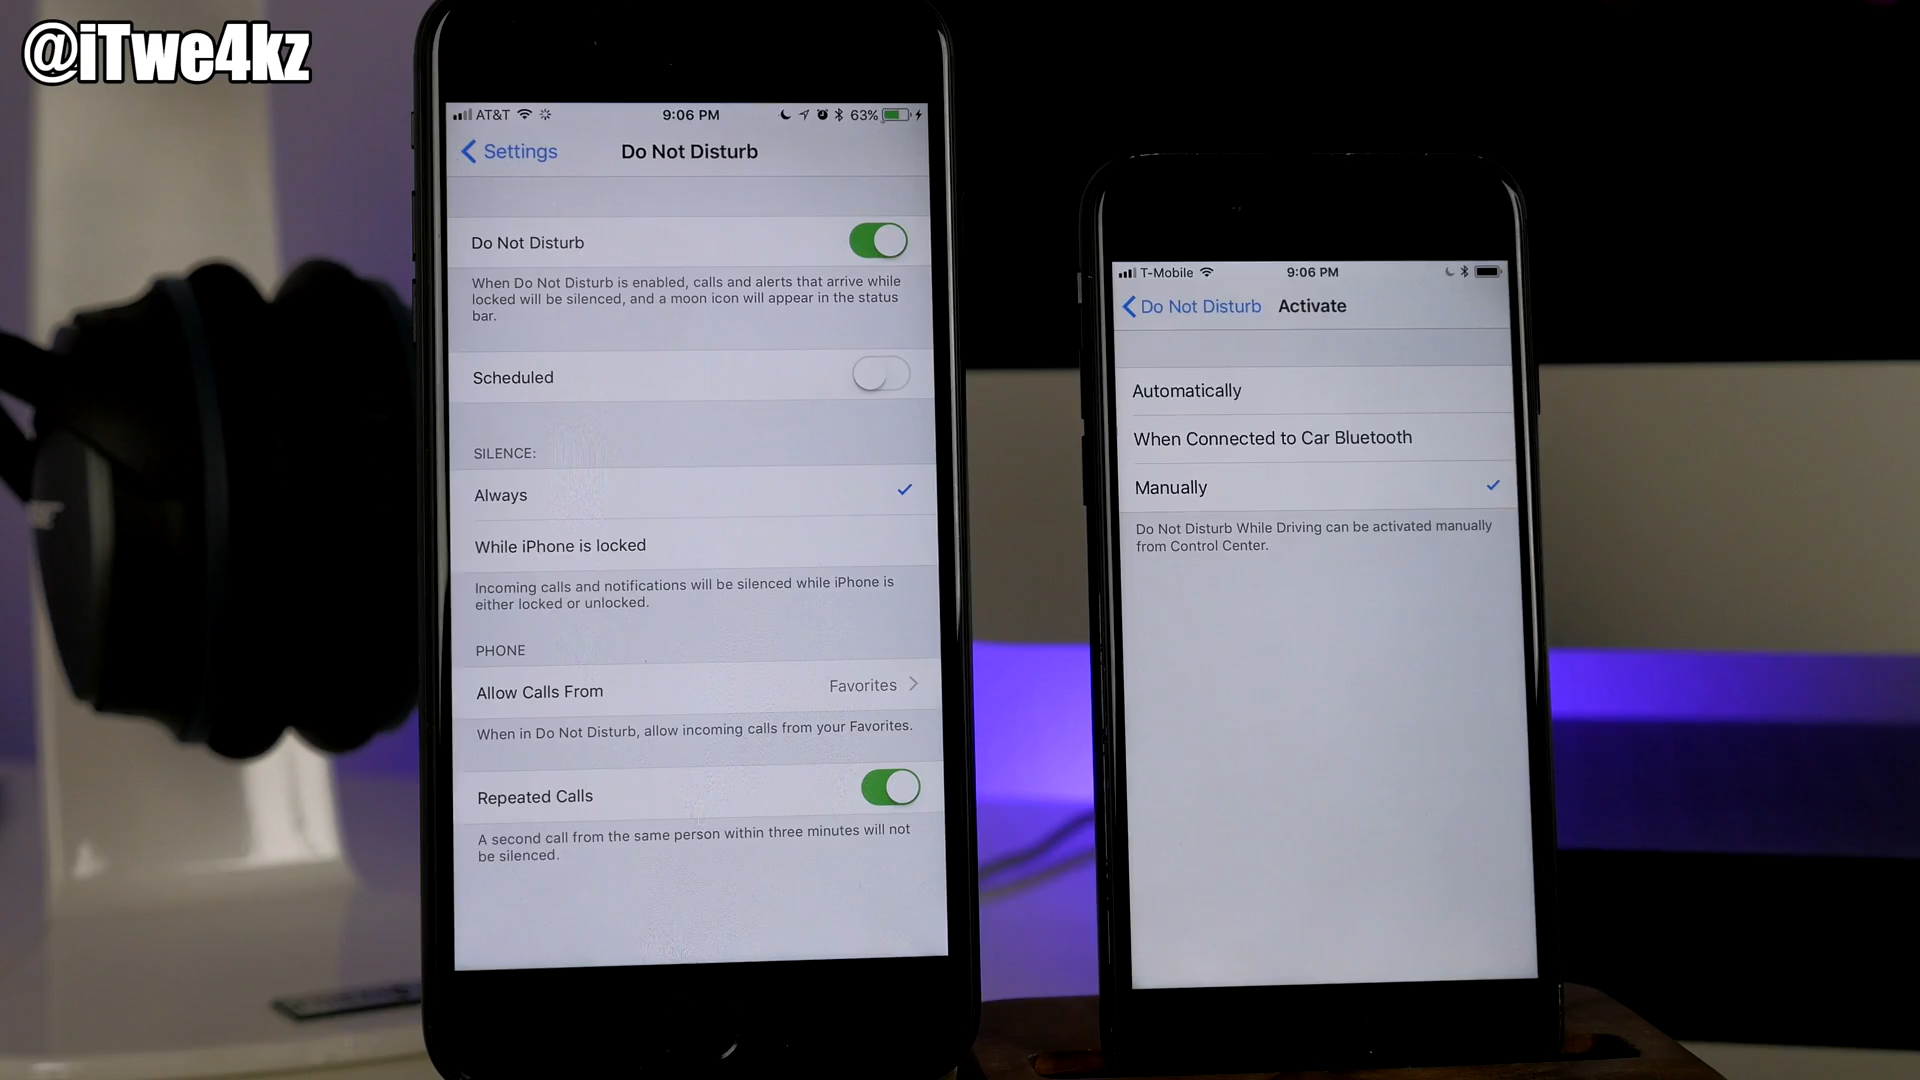 @iTwe4kz
AT&T 9:06 PM 63%
Settings Do Not Disturb
Do Not Disturb
When Do Not Disturb is enabled, calls and alerts that arrive while
locked will be silenced, and a moon icon will appear in the status
bar.
Scheduled
SILENCE:
Always
While iPhone is locked
Incoming calls and notifications will be silenced while iPhone is
either locked or unlocked.
PHONE
Allow Calls From Favorites
When in Do Not Disturb, allow incoming calls from your Favorites.
Repeated Calls
A second call from the same person within three minutes will not
be silenced.
T-Mobile 9:06 PM
Do Not Disturb Activate
Automatically
When Connected to Car Bluetooth
Manually
Do Not Disturb While Driving can be activated manually
from Control Center.